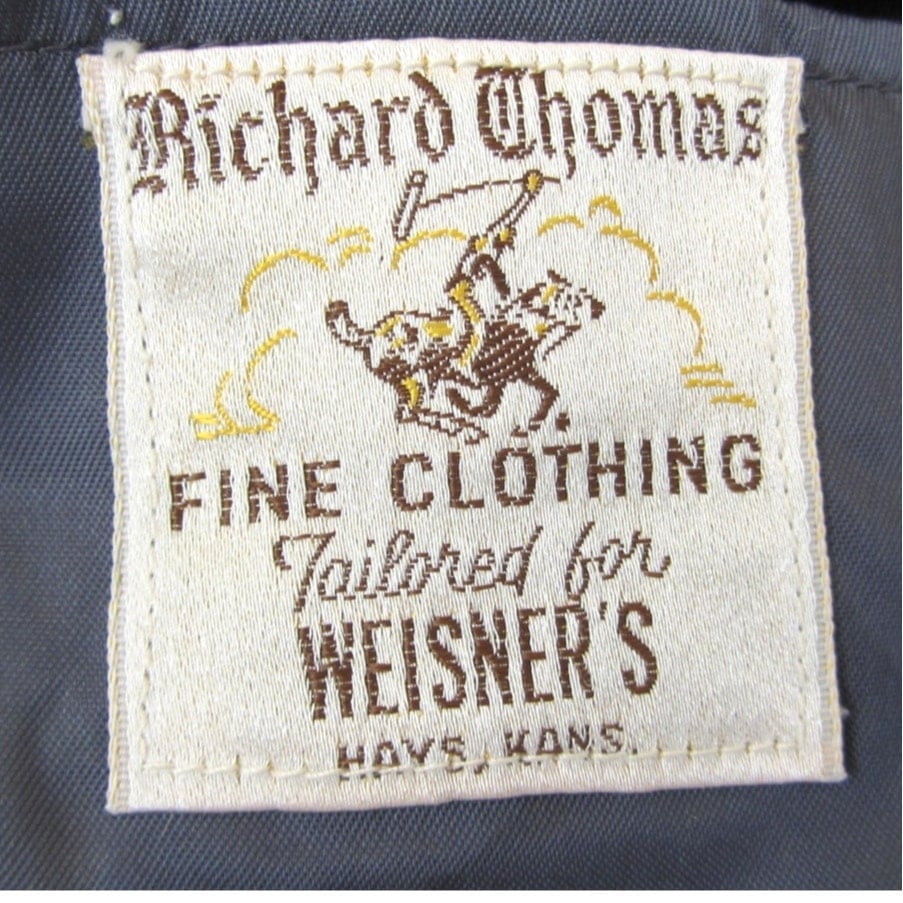 Richard Thomas
FINE CLOTHING
Tailored for
WEISNER'S
HAYS, KANS.